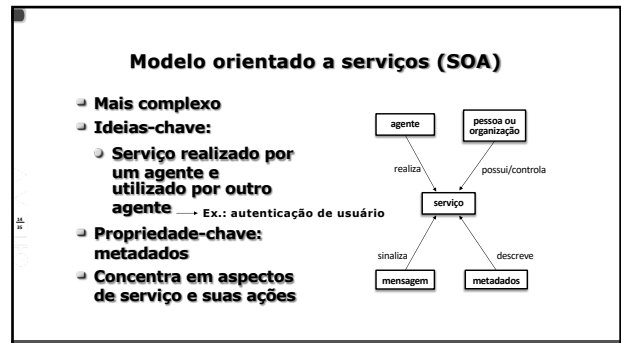 Modelo orientado a serviços (SOA)
Mais complexo
Ideias-chave:
Serviço realizado por
um agente e
utilizado por outro
agente → Ex.: autenticação de usuário
Propriedade-chave:
metadados
Concentra em aspectos
de serviço e suas ações
agente
pessoa ou
organização
realiza
possui/controla
serviço
sinaliza
descreve
mensagem
metadados
14
35